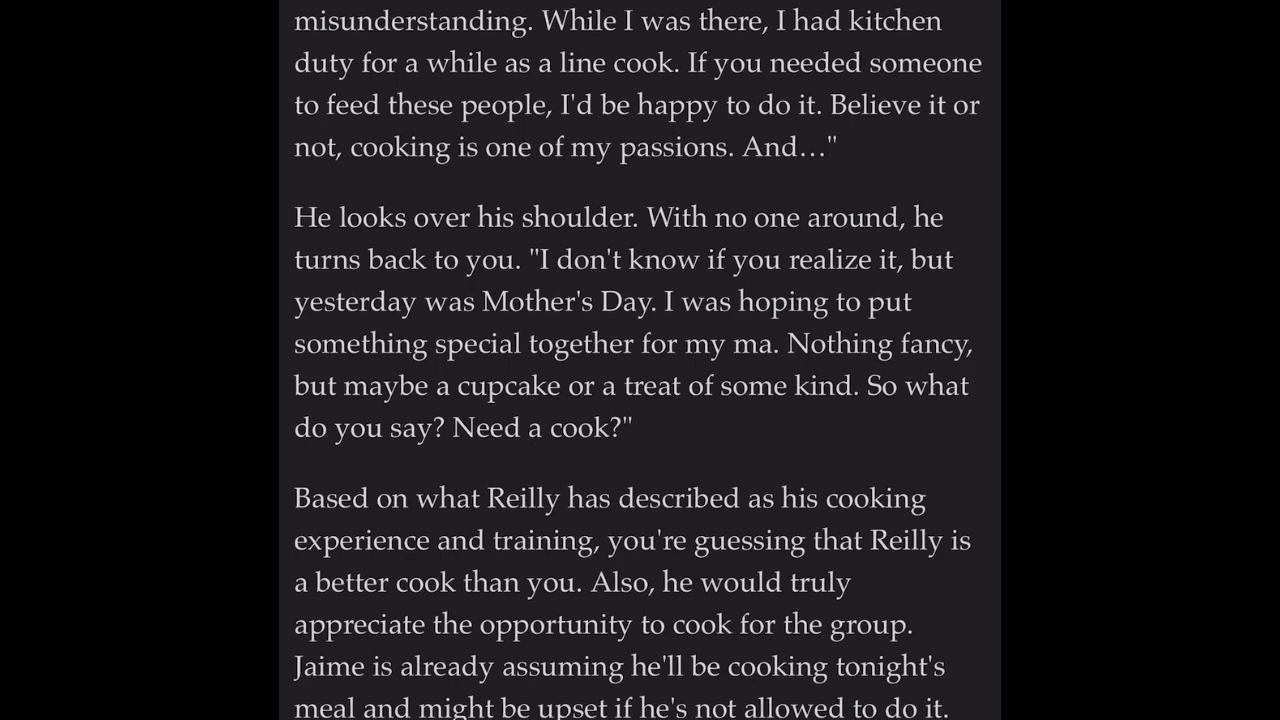 misunderstanding. While I was there, I had kitchen
duty for a while as a line cook. If you needed someone
to feed these people, I'd be happy to do it. Believe it or
not, cooking is one of my passions. And…"
He looks over his shoulder. With no one around, he
turns back to you. "I don't know if you realize it, but
yesterday was Mother's Day. I was hoping to put
something special together for my ma. Nothing fancy,
but maybe a cupcake or a treat of some kind. So what
do you say? Need a cook?"
Based on what Reilly has described as his cooking
experience and training, you're guessing that Reilly is
a better cook than you. Also, he would truly
appreciate the opportunity to cook for the group.
Jaime is already assuming he'll be cooking tonight's
meal and might be upset if he's not allowed to do it.